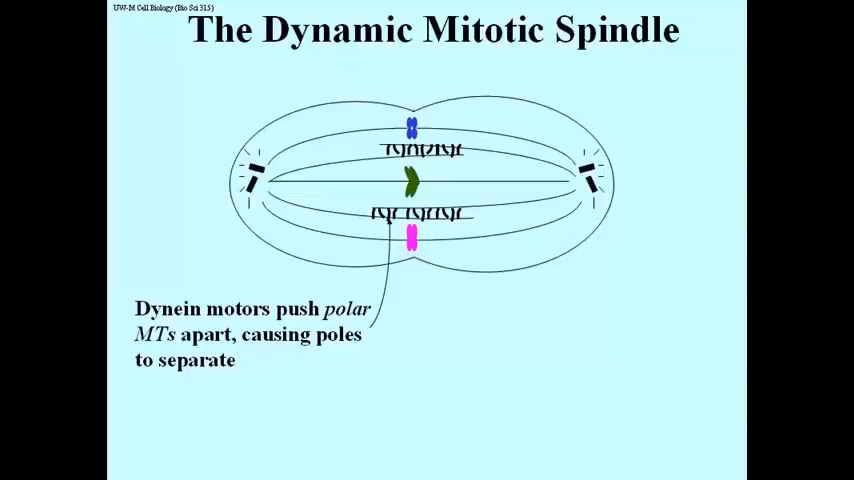 UW-M Cell Biology (Bio Sci 315)
The Dynamic Mitotic Spindle
Dynein motors push polar
MTs apart, causing poles
to separate